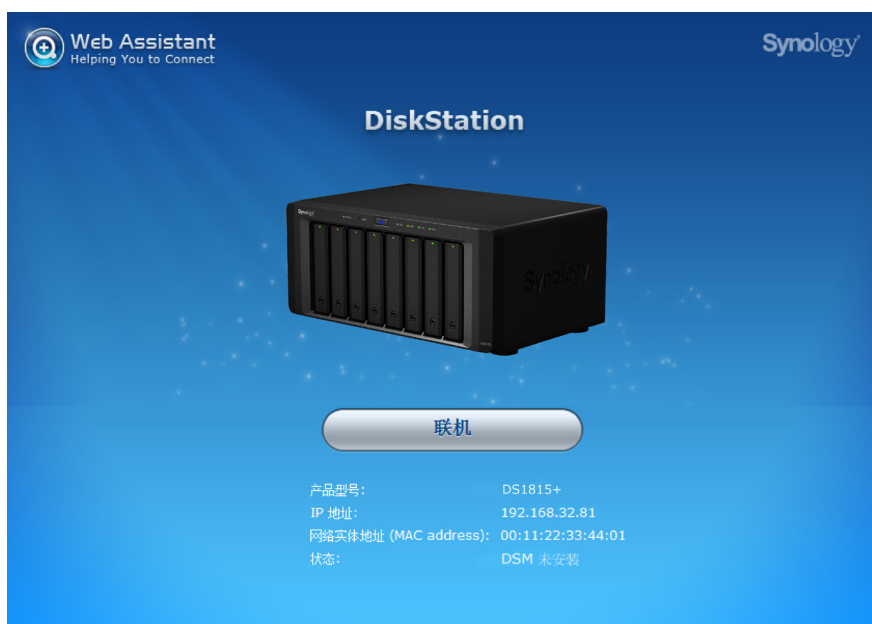 Web Assistant
Helping You to Connect
Synology
DiskStation
Synology
Synology
联机
产品型号: DS1815+
IP 地址: 192.168.32.81
网络实体地址 (MAC address): 00:11:22:33:44:01
状态: DSM 未安装